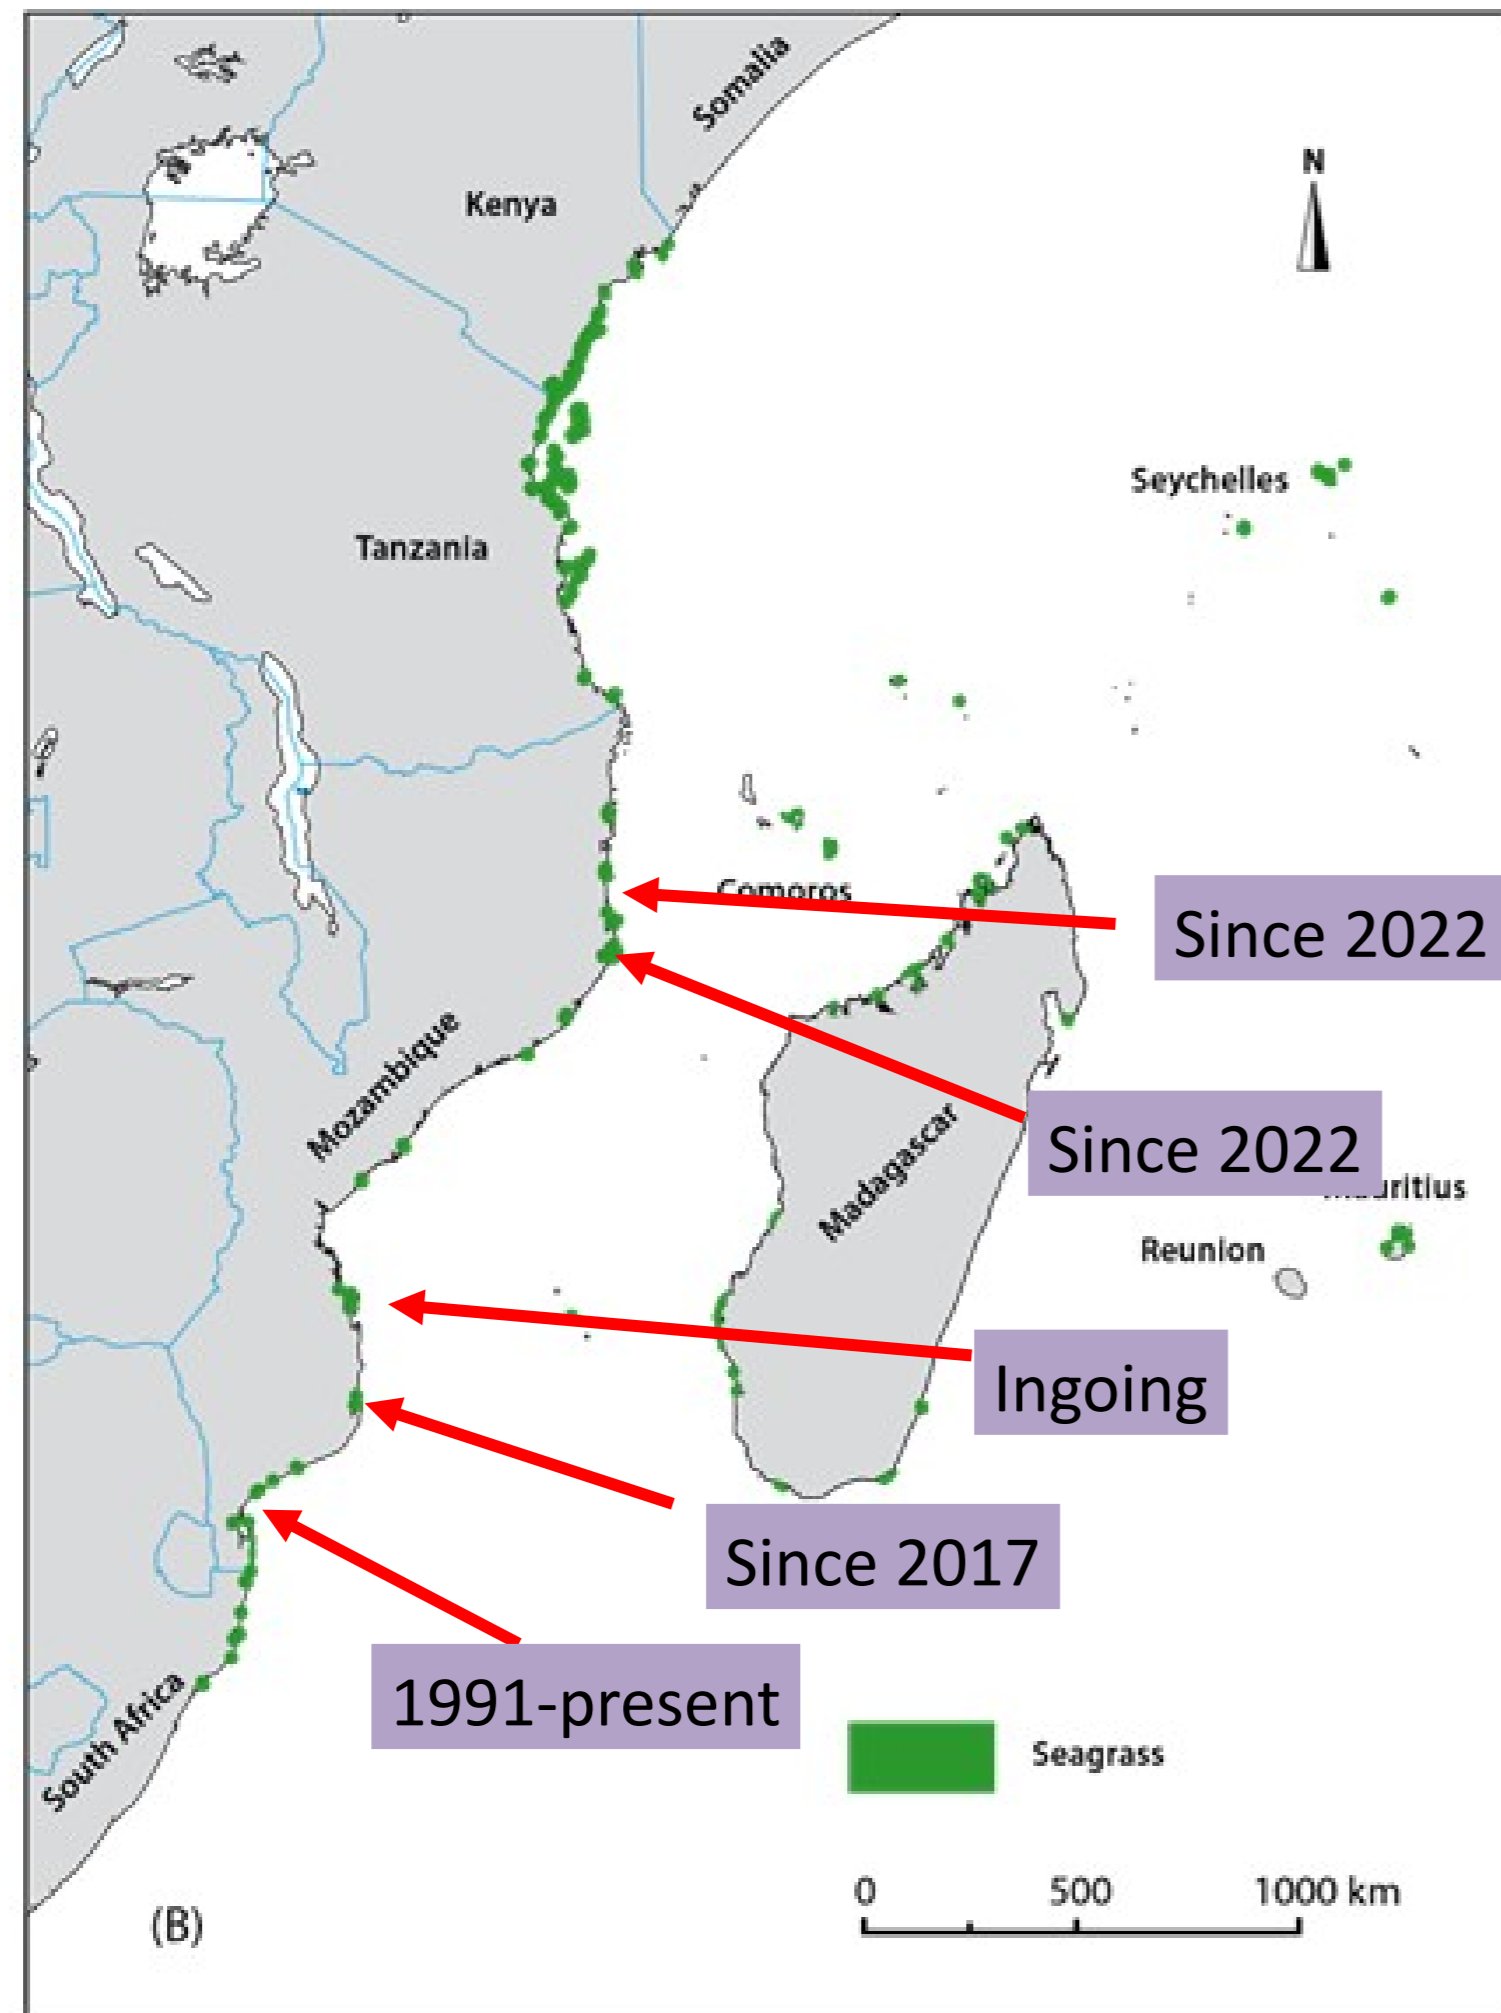 Somalia
N
Kenya
Seychelles
Tanzania
Comoros
Since 2022
Mozambique
Since 2022
Madagascar
Mauritius
Reunion
Ingoing
Since 2017
1991-present
South Africa
Seagrass
0 500 1000 km
(B)